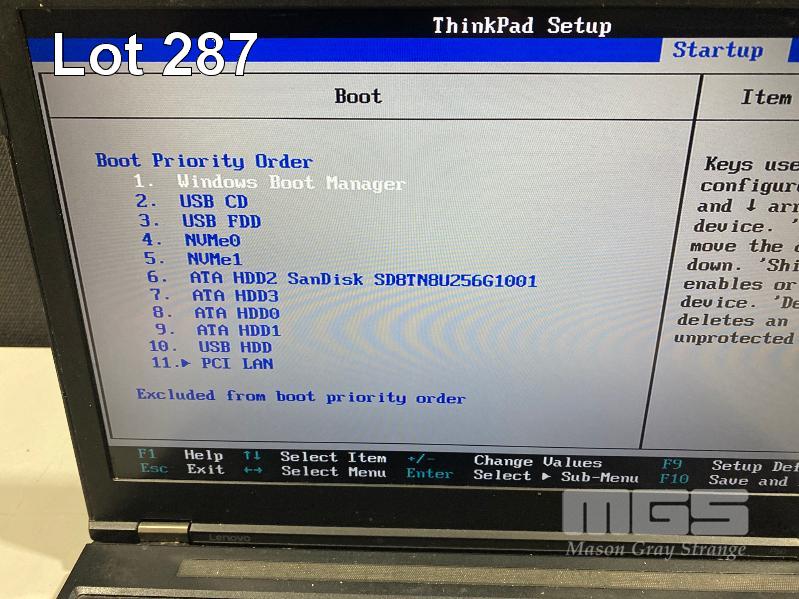 ThinkPad Setup
Lot 287
Startup
Boot
Item
Boot Priority Order
1. Windows Boot Manager
2. USB CD
3. USB FDD
4. NVMe0
5. NVMe1
6. ATA HDD2 SanDisk SD8TN8U256G1001
7. ATA HDD3
8. ATA HDD0
9. ATA HDD1
10. USB HDD
11.▶ PCI LAN
Excluded from boot priority order
Keys use
configur
and ↓ arr
device. '
move the
down. 'Shi
enables or
device. 'De
deletes an
unprotected
F1 Help ↑↓ Select Item +/- Change Values F9 Setup Def
Esc Exit ↔ Select Menu Enter Select ▶ Sub-Menu F10 Save and
MGS
Mason Gray Strange
Lenovo